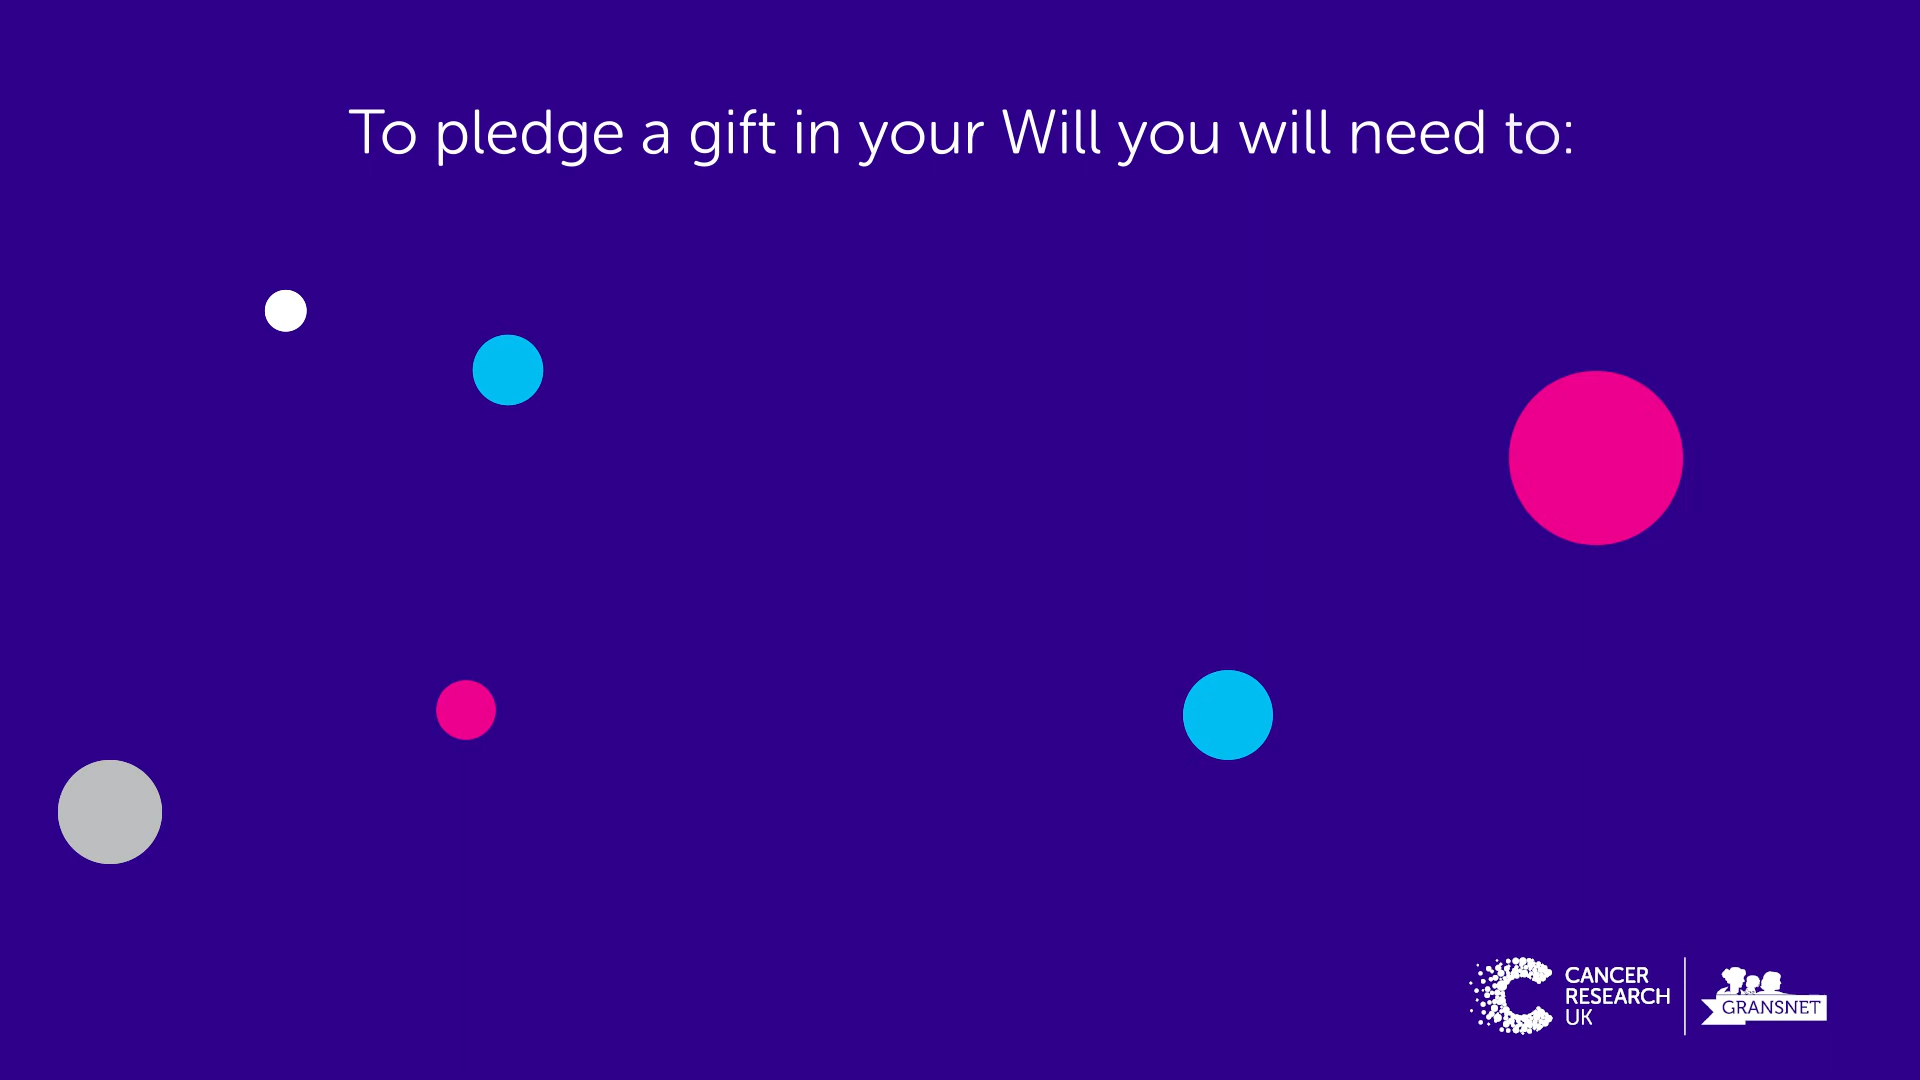 To pledge a gift in your Will you will need to:
CANCER
RESEARCH
UK
GRANSNET